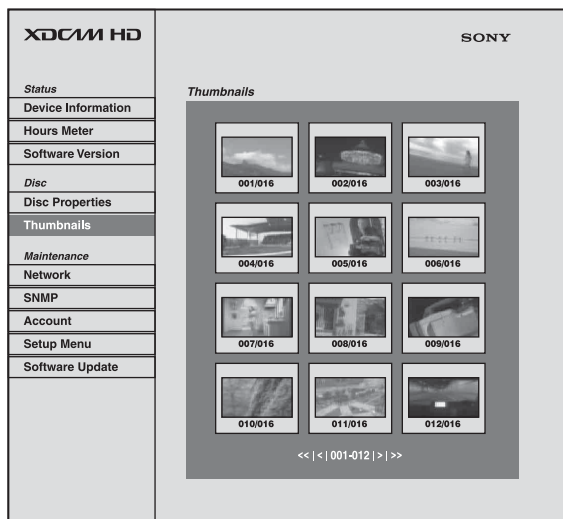 XDCAM HD
SONY
Status
Device Information
Hours Meter
Software Version
Disc
Disc Properties
Thumbnails
Maintenance
Network
SNMP
Account
Setup Menu
Software Update
Thumbnails
001/016
002/016
003/016
004/016
005/016
006/016
007/016
008/016
009/016
010/016
011/016
012/016
<< | < | 001-012 | > | >>